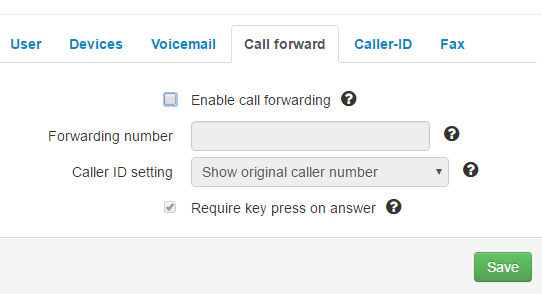 User Devices Voicemail Call forward Caller-ID Fax
Enable call forwarding ?
Forwarding number ?
Caller ID setting Show original caller number ?
Require key press on answer ?
Save